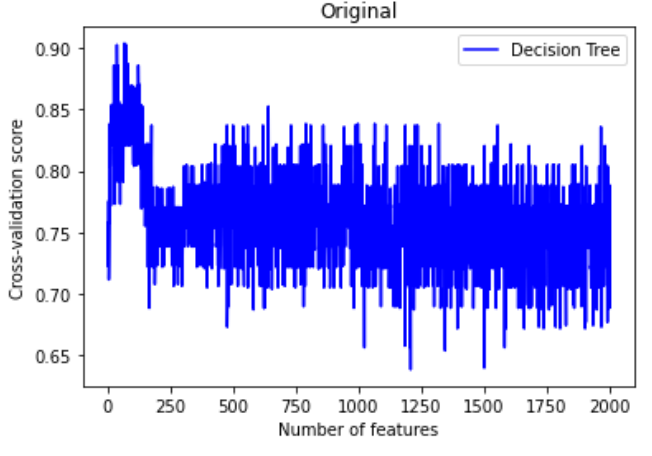 Original
Decision Tree
Cross-validation score
0.90
0.85
0.80
0.75
0.70
0.65
0 250 500 750 1000 1250 1500 1750 2000
Number of features